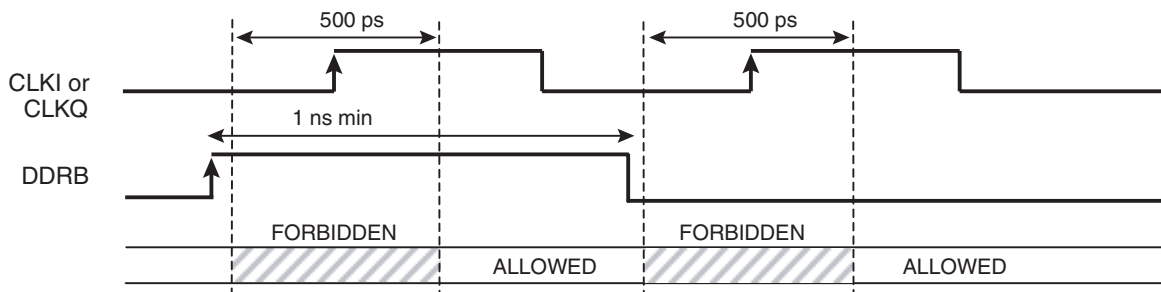 500 ps
500 ps
CLKI or
CLKQ
1 ns min
DDRB
FORBIDDEN
FORBIDDEN
ALLOWED
ALLOWED